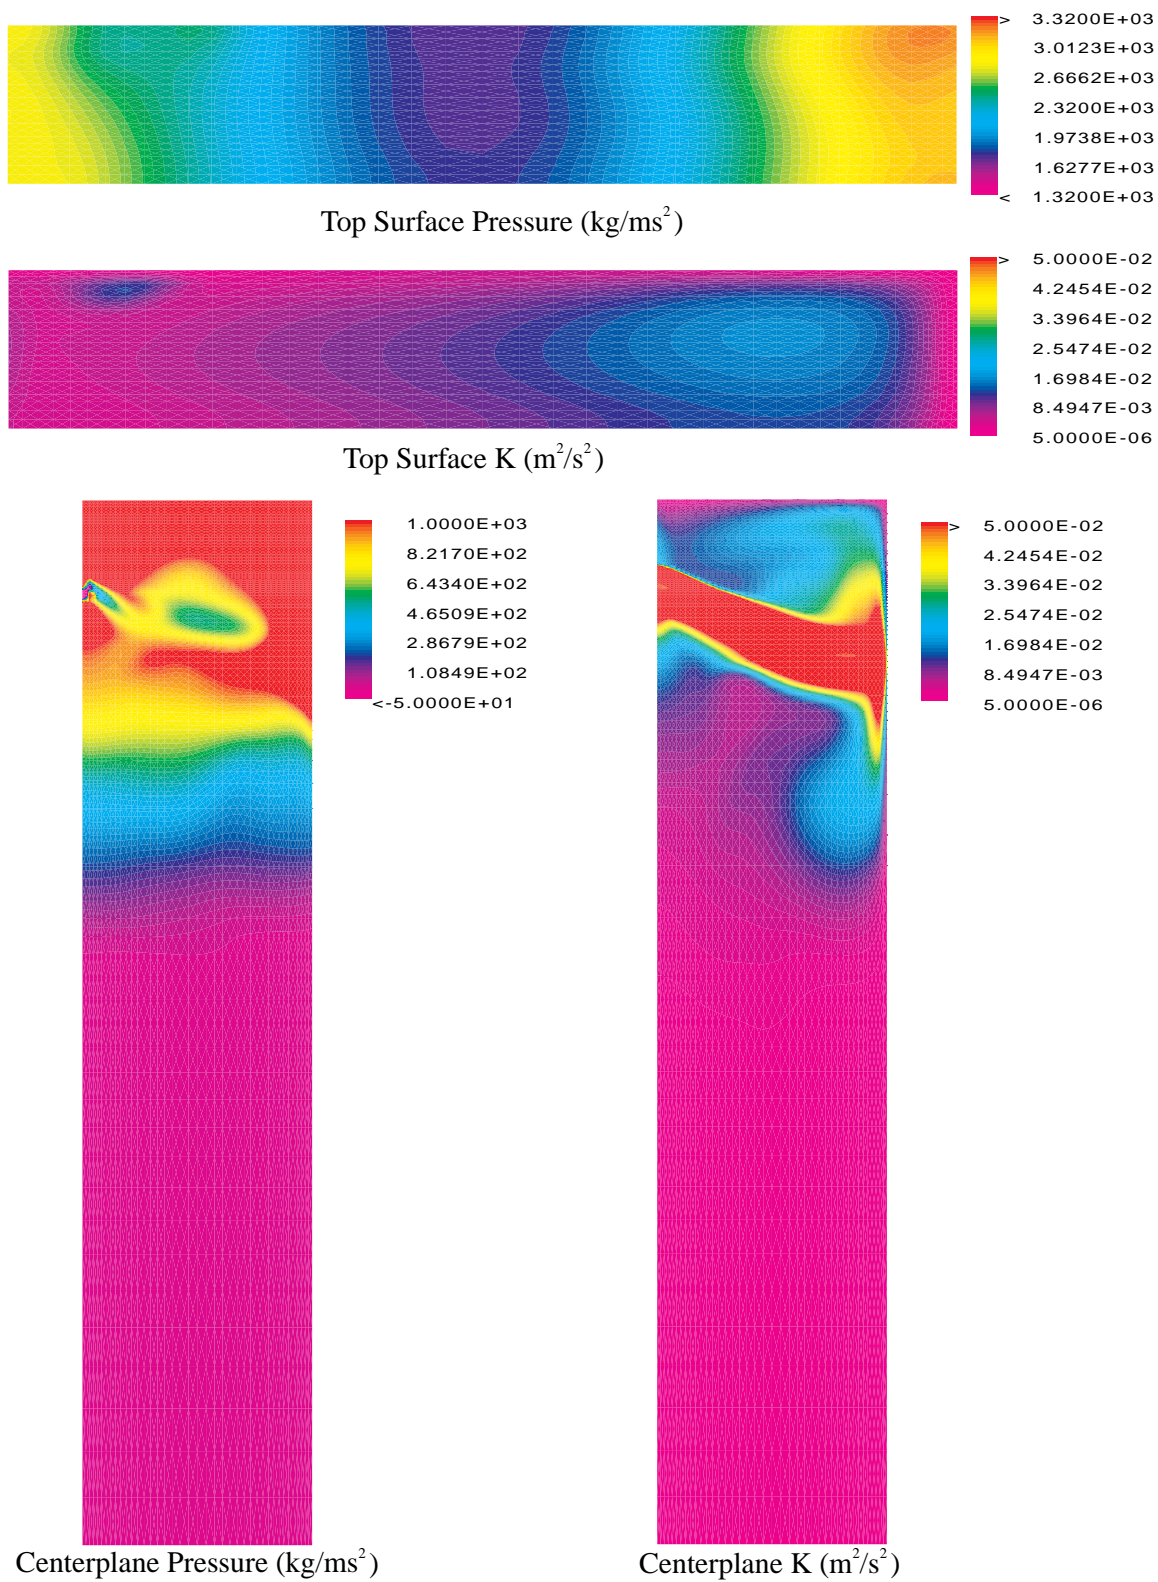 > 3.3200E+03
3.0123E+03
2.6662E+03
2.3200E+03
1.9738E+03
1.6277E+03
< 1.3200E+03
Top Surface Pressure (kg/ms²)
> 5.0000E-02
4.2454E-02
3.3964E-02
2.5474E-02
1.6984E-02
8.4947E-03
5.0000E-06
Top Surface K (m²/s²)
1.0000E+03
8.2170E+02
6.4340E+02
4.6509E+02
2.8679E+02
1.0849E+02
<-5.0000E+01
> 5.0000E-02
4.2454E-02
3.3964E-02
2.5474E-02
1.6984E-02
8.4947E-03
5.0000E-06
Centerplane Pressure (kg/ms²)
Centerplane K (m²/s²)